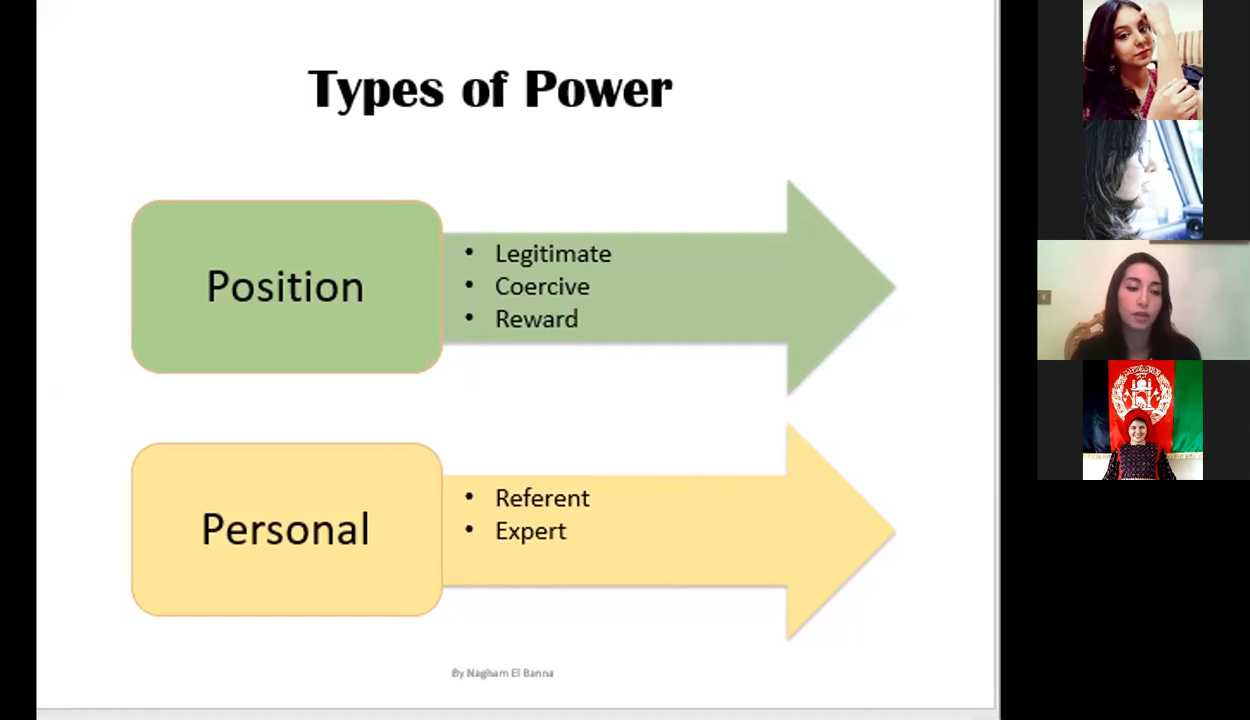 Types of Power
Position
• Legitimate
• Coercive
• Reward
Personal
• Referent
• Expert
By Nagham El Banna